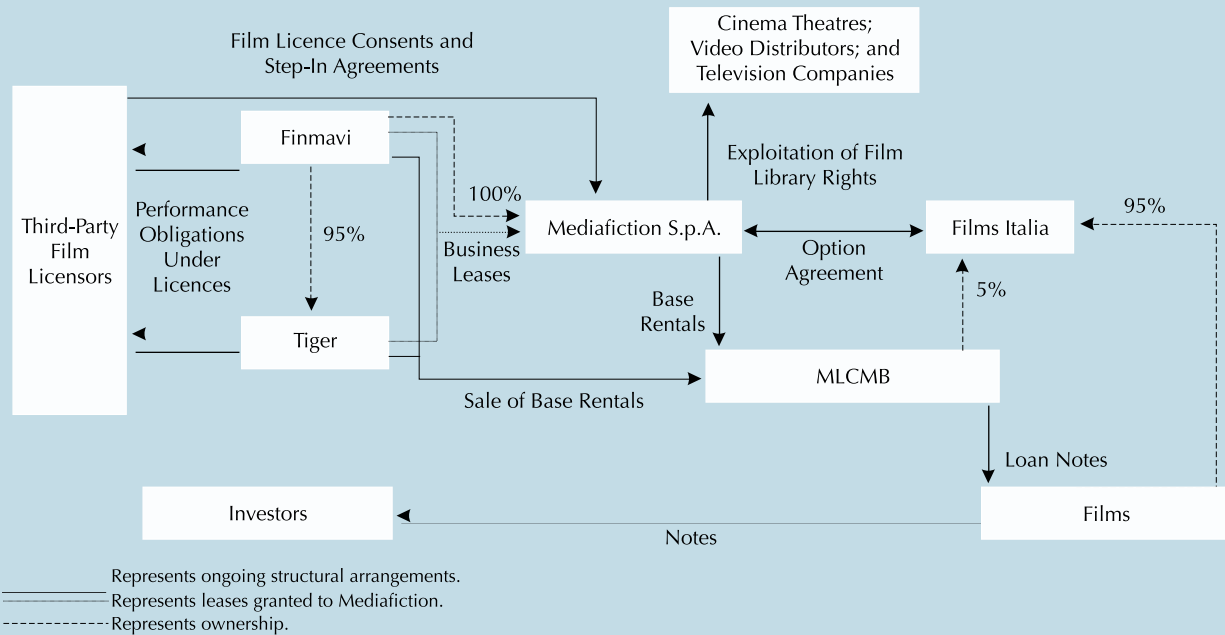 Film Licence Consents and
Step-In Agreements
Cinema Theatres;
Video Distributors; and
Television Companies
Finmavi
Exploitation of Film
Library Rights
100%
95%
Third-Party
Film
Licensors
Performance
Obligations
Under
Licences
95%
Business
Leases
Mediafiction S.p.A.
Option
Agreement
Films Italia
5%
Base
Rentals
Tiger
MLCMB
Sale of Base Rentals
Loan Notes
Investors
Notes
Films
Represents ongoing structural arrangements.
Represents leases granted to Mediafiction.
Represents ownership.